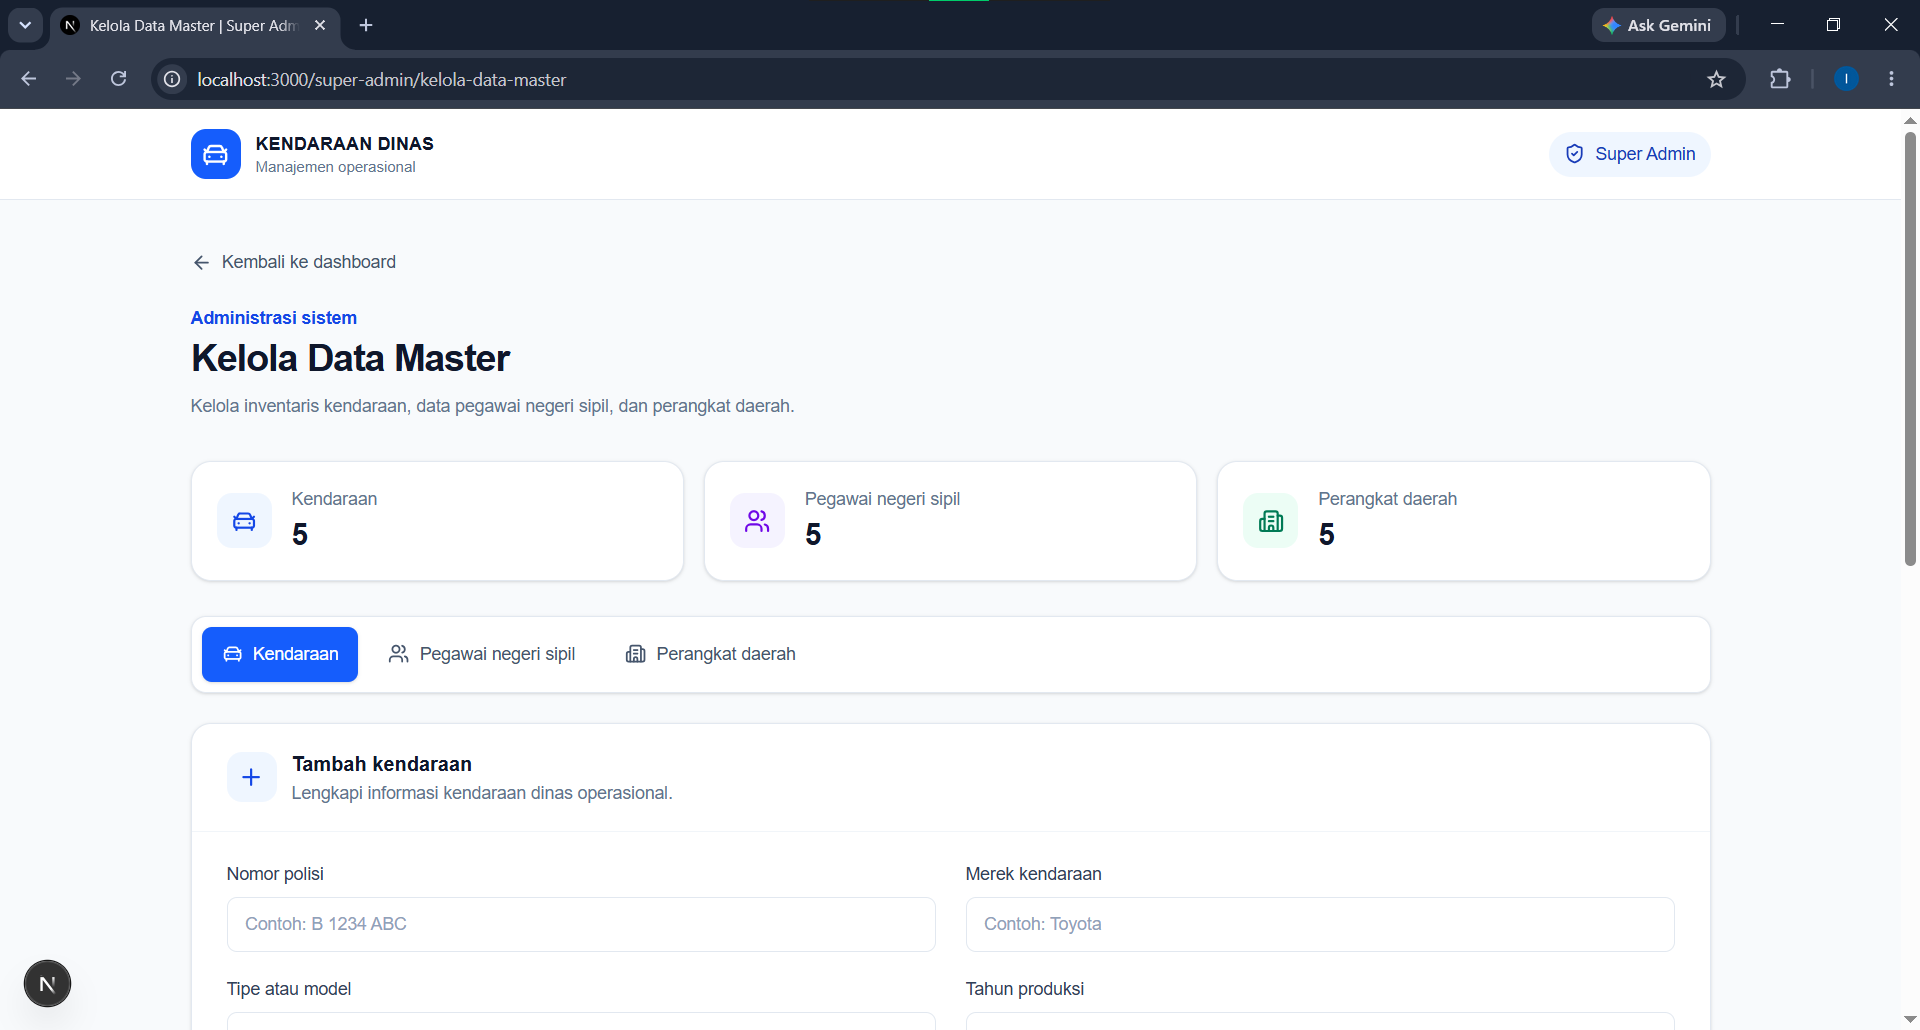 Kelola Data Master | Super Adm
Ask Gemini
localhost:3000/super-admin/kelola-data-master
I
KENDARAAN DINAS
Manajemen operasional
Super Admin
Kembali ke dashboard
Administrasi sistem
Kelola Data Master
Kelola inventaris kendaraan, data pegawai negeri sipil, dan perangkat daerah.
Kendaraan
5
Pegawai negeri sipil
5
Perangkat daerah
5
Kendaraan
Pegawai negeri sipil
Perangkat daerah
Tambah kendaraan
Lengkapi informasi kendaraan dinas operasional.
Nomor polisi
Contoh: B 1234 ABC
Merek kendaraan
Contoh: Toyota
Tipe atau model
Tahun produksi
N